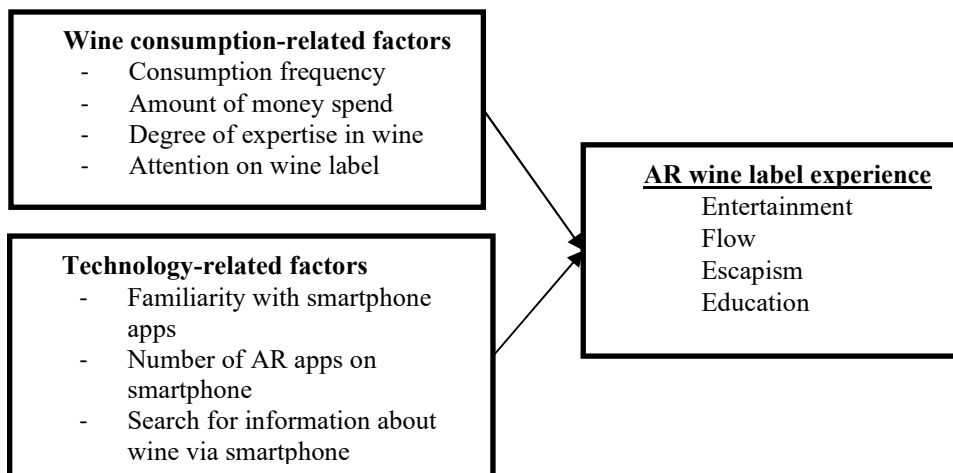 Wine consumption-related factors
- Consumption frequency
- Amount of money spend
- Degree of expertise in wine
- Attention on wine label
Technology-related factors
- Familiarity with smartphone
apps
- Number of AR apps on
smartphone
- Search for information about
wine via smartphone
AR wine label experience
Entertainment
Flow
Escapism
Education